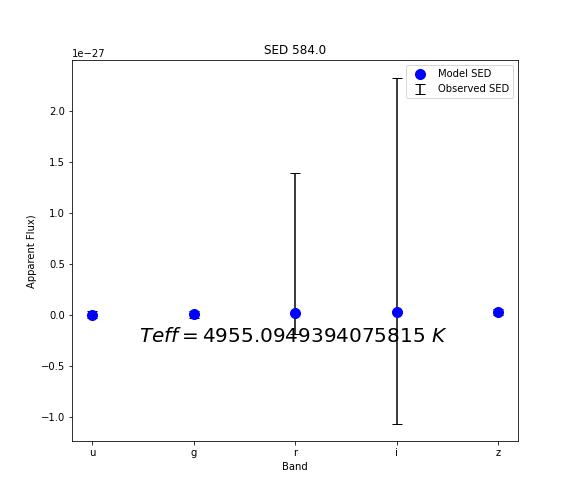 SED 584.0
1e−27
Model SED
Observed SED
2.0
1.5
1.0
0.5
0.0
−0.5
−1.0
Apparent Flux)
Teff = 4955.0949394075815 K
u g r i z
Band